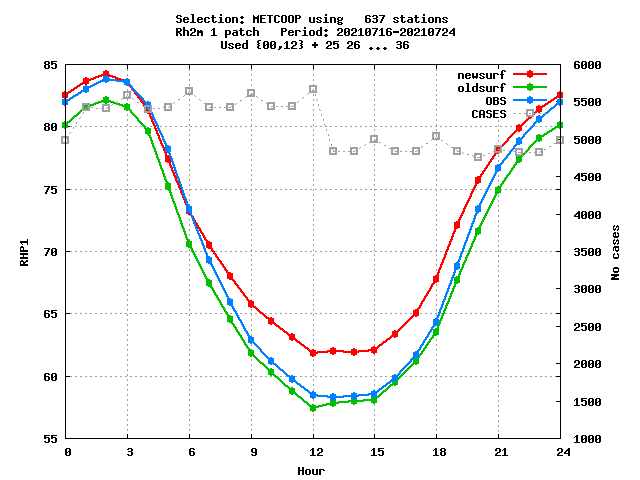 Selection: METCOOP using   637 stations
Rh2m 1 patch   Period: 20210716-20210724
Used {00,12} + 25 26 ... 36
85
80
75
70
65
60
55
RHP1
6000
5500
5000
4500
4000
3500
3000
2500
2000
1500
1000
No cases
newsurf
oldsurf
OBS
CASES
0 3 6 9 12 15 18 21 24
Hour